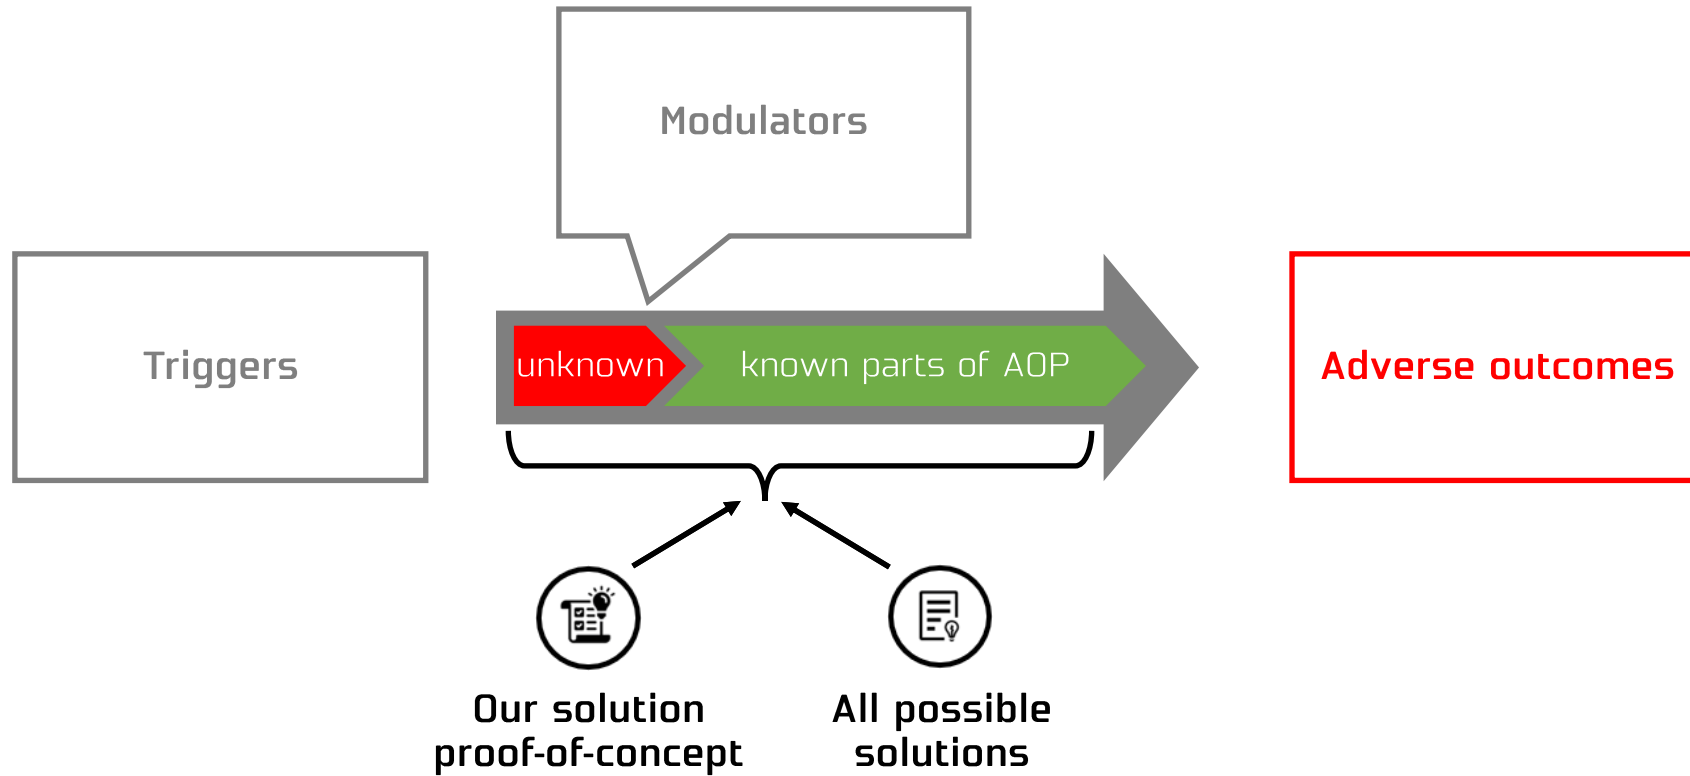 Modulators
Triggers
unknown
known parts of AOP
Adverse outcomes
Our solution
proof-of-concept
All possible
solutions